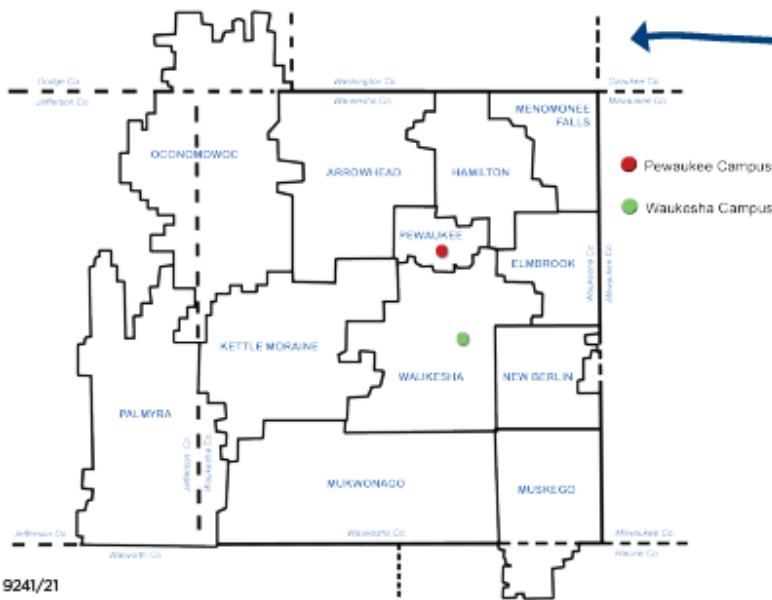 Dodge Co.
Jefferson Co.
Washington Co.
Waukesha Co.
Ozaukee Co.
Milwaukee Co.
MENOMONEE
FALLS
OCONOMOWOC
ARROWHEAD
HAMILTON
Pewaukee Campus
Waukesha Campus
PEWAUKEE
ELMBROOK
Waukesha Co.
Milwaukee Co.
KETTLE MORAINE
WAUKESHA
NEW BERLIN
PALMYRA
Jefferson Co.
Waukesha Co.
MUKWONAGO
MUSKEGO
Jefferson Co.
Walworth Co.
Waukesha Co.
Milwaukee Co.
Racine Co.
9241/21